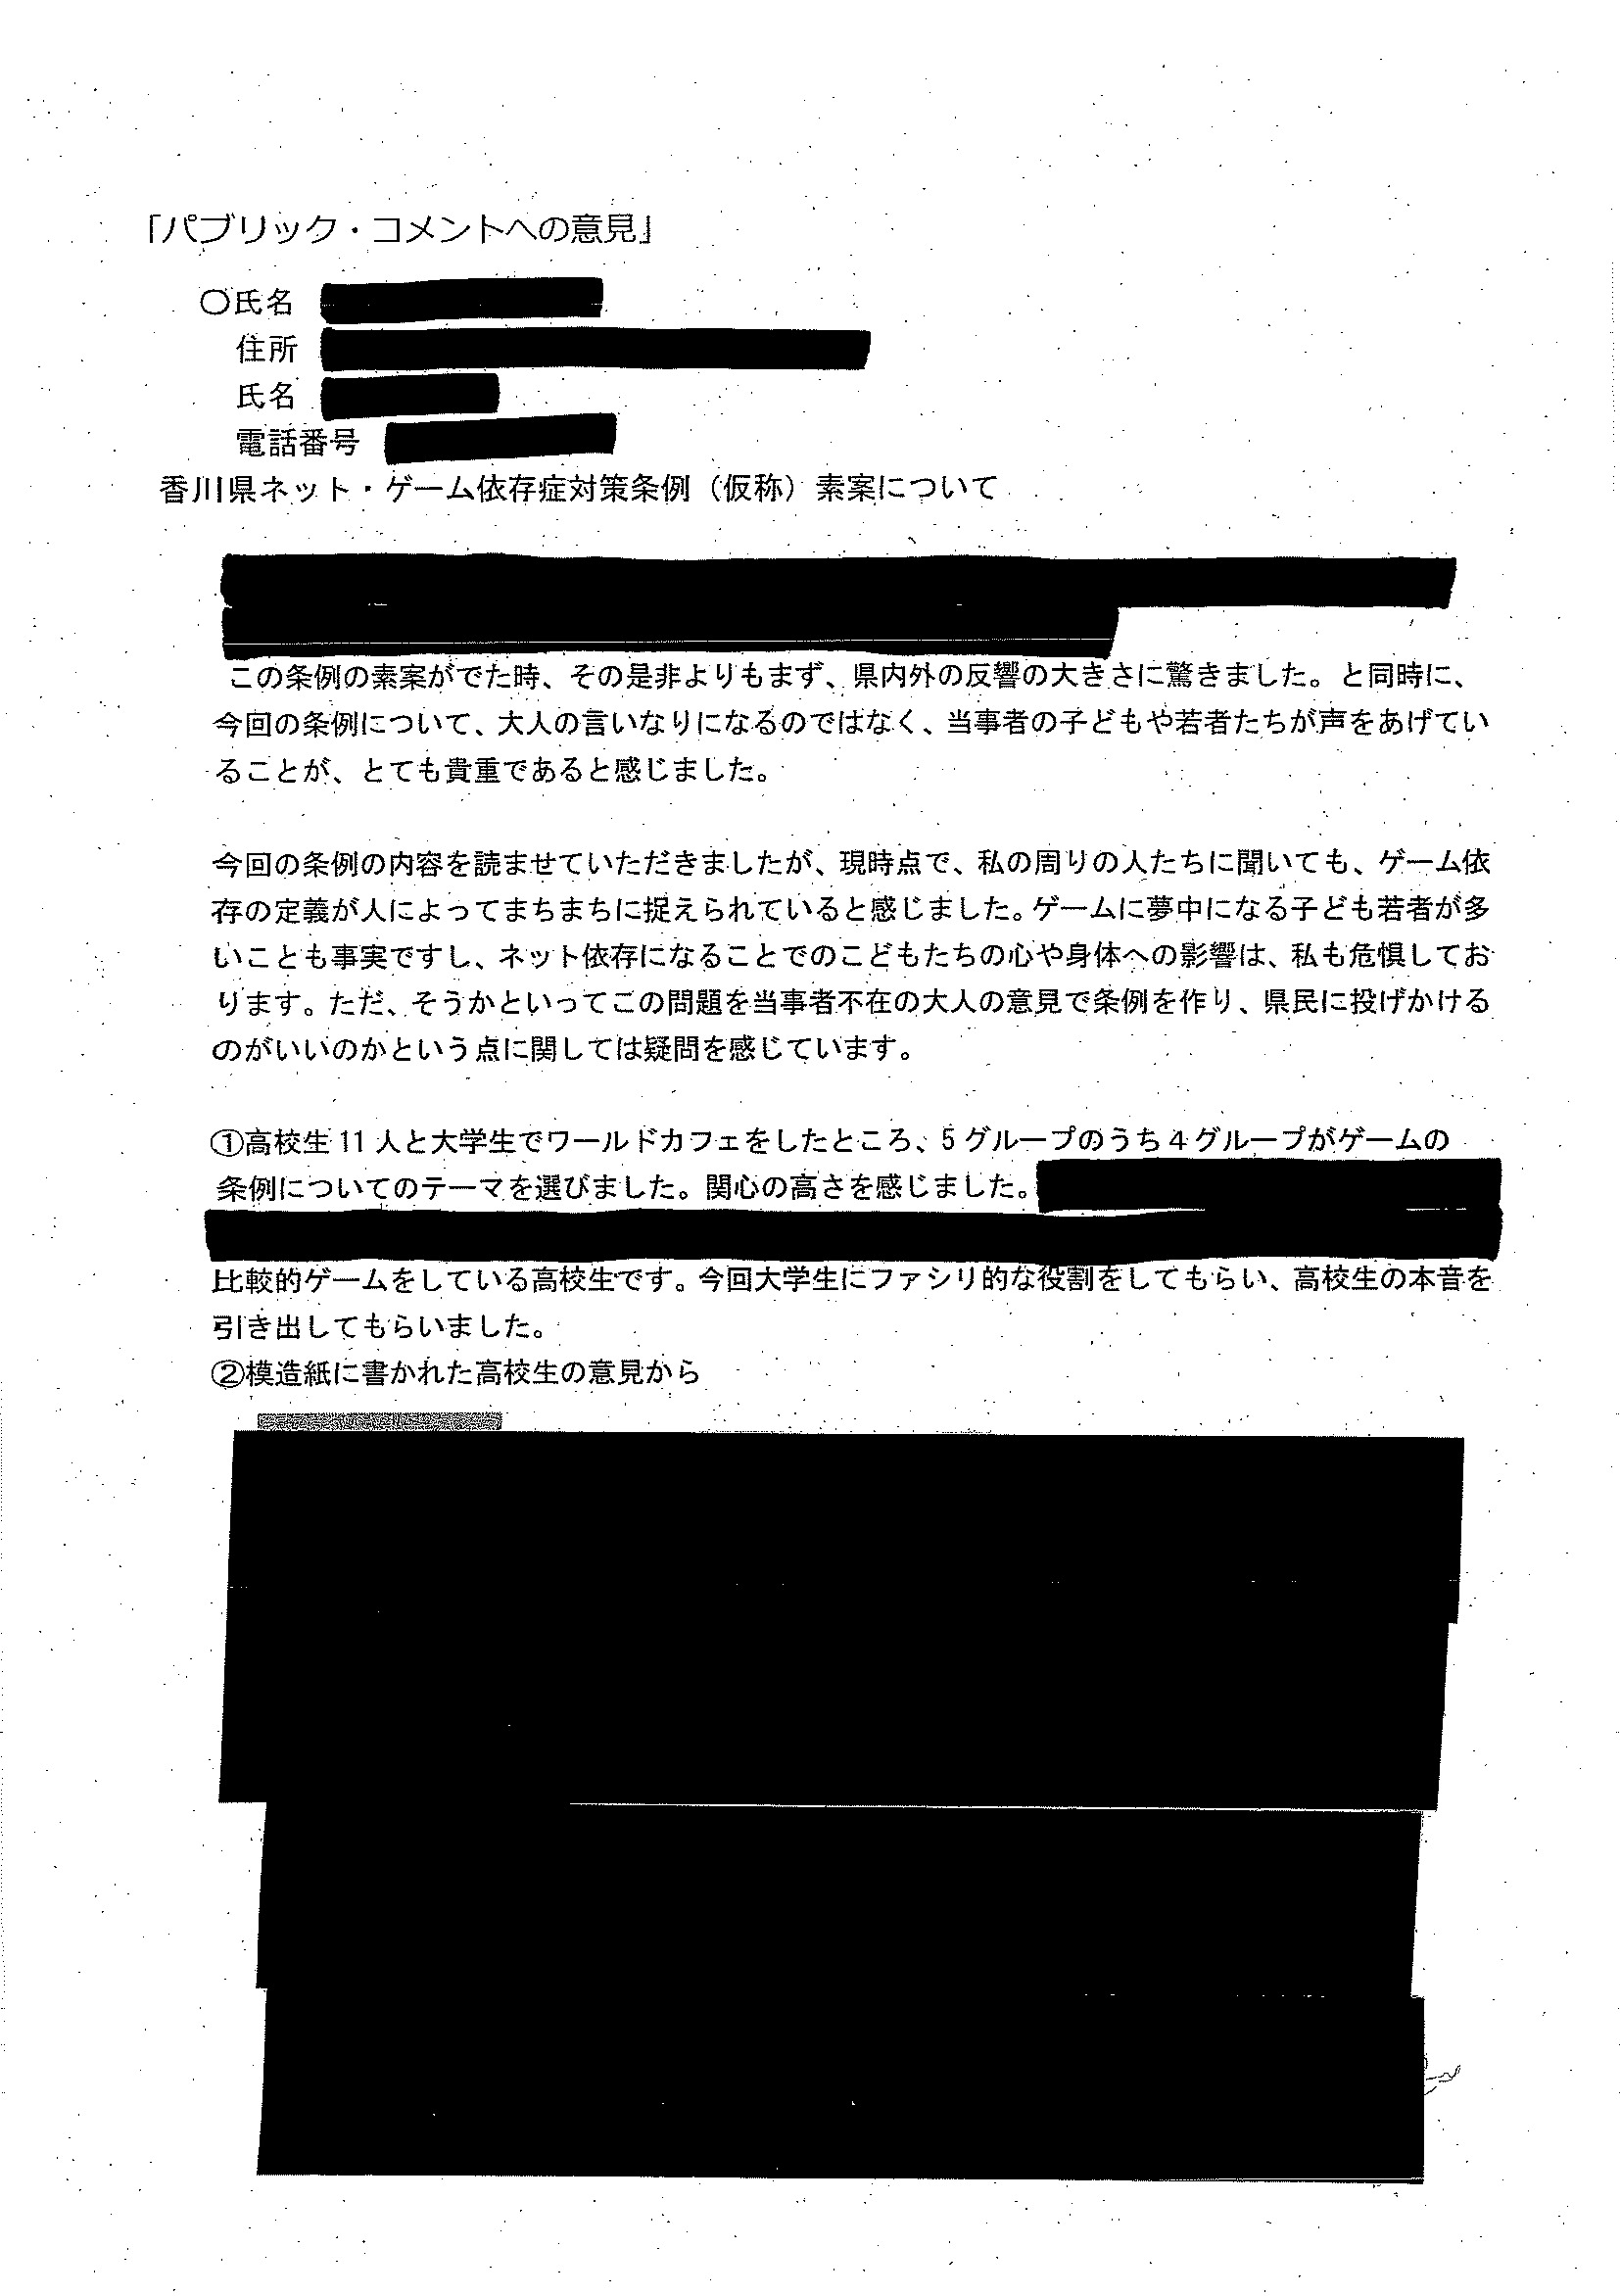 「パブリック・コメントへの意見」
〇氏名
住所
氏名
電話番号
香川県ネット・ゲーム依存症対策条例（仮称）素案について
この条例の素案がでた時、その是非よりもまず、県内外の反響の大きさに驚きました。と同時に、
今回の条例について、大人の言いなりになるのではなく、当事者の子どもや若者たちが声をあげてい
ることが、とても貴重であると感じました。
今回の条例の内容を読ませていただきましたが、現時点で、私の周りの人たちに聞いても、ゲーム依
存の定義が人によってまちまちに捉えられていると感じました。ゲームに夢中になる子ども若者が多
いことも事実ですし、ネット依存になることでのこどもたちの心や身体への影響は、私も危惧してお
ります。ただ、そうかといってこの問題を当事者不在の大人の意見で条例を作り、県民に投げかける
のがいいのかという点に関しては疑問を感じています。
①高校生 11 人と大学生でワールドカフェをしたところ、5 グループのうち 4 グループがゲームの
条例についてのテーマを選びました。関心の高さを感じました。
比較的ゲームをしている高校生です。今回大学生にファシリ的な役割をしてもらい、高校生の本音を
引き出してもらいました。
②模造紙に書かれた高校生の意見から